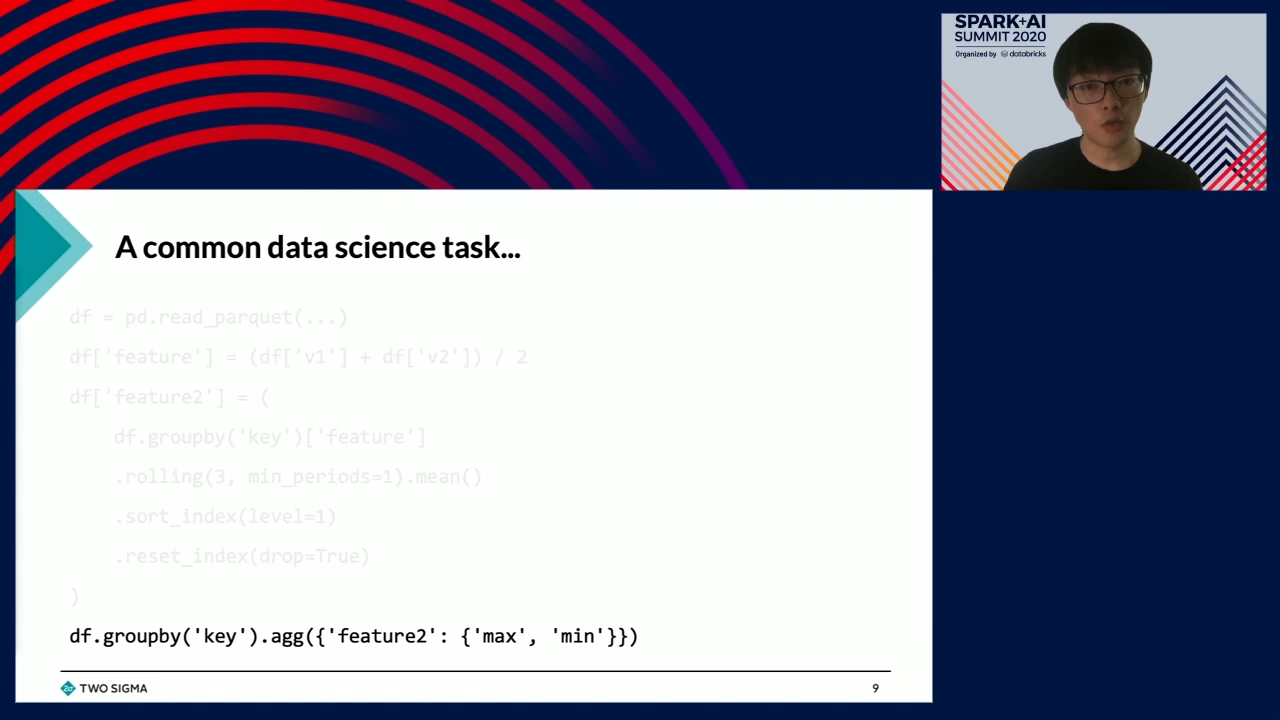 SPARK+AI
SUMMIT 2020
Organized by databricks
A common data science task...
df = pd.read_parquet(...)
df['feature'] = (df['v1'] + df['v2']) / 2
df['feature2'] = (
    df.groupby('key')['feature']
    .rolling(3, min_periods=1).mean()
    .sort_index(level=1)
    .reset_index(drop=True)
)
df.groupby('key').agg({'feature2': {'max', 'min'}})
2σ TWO SIGMA
9